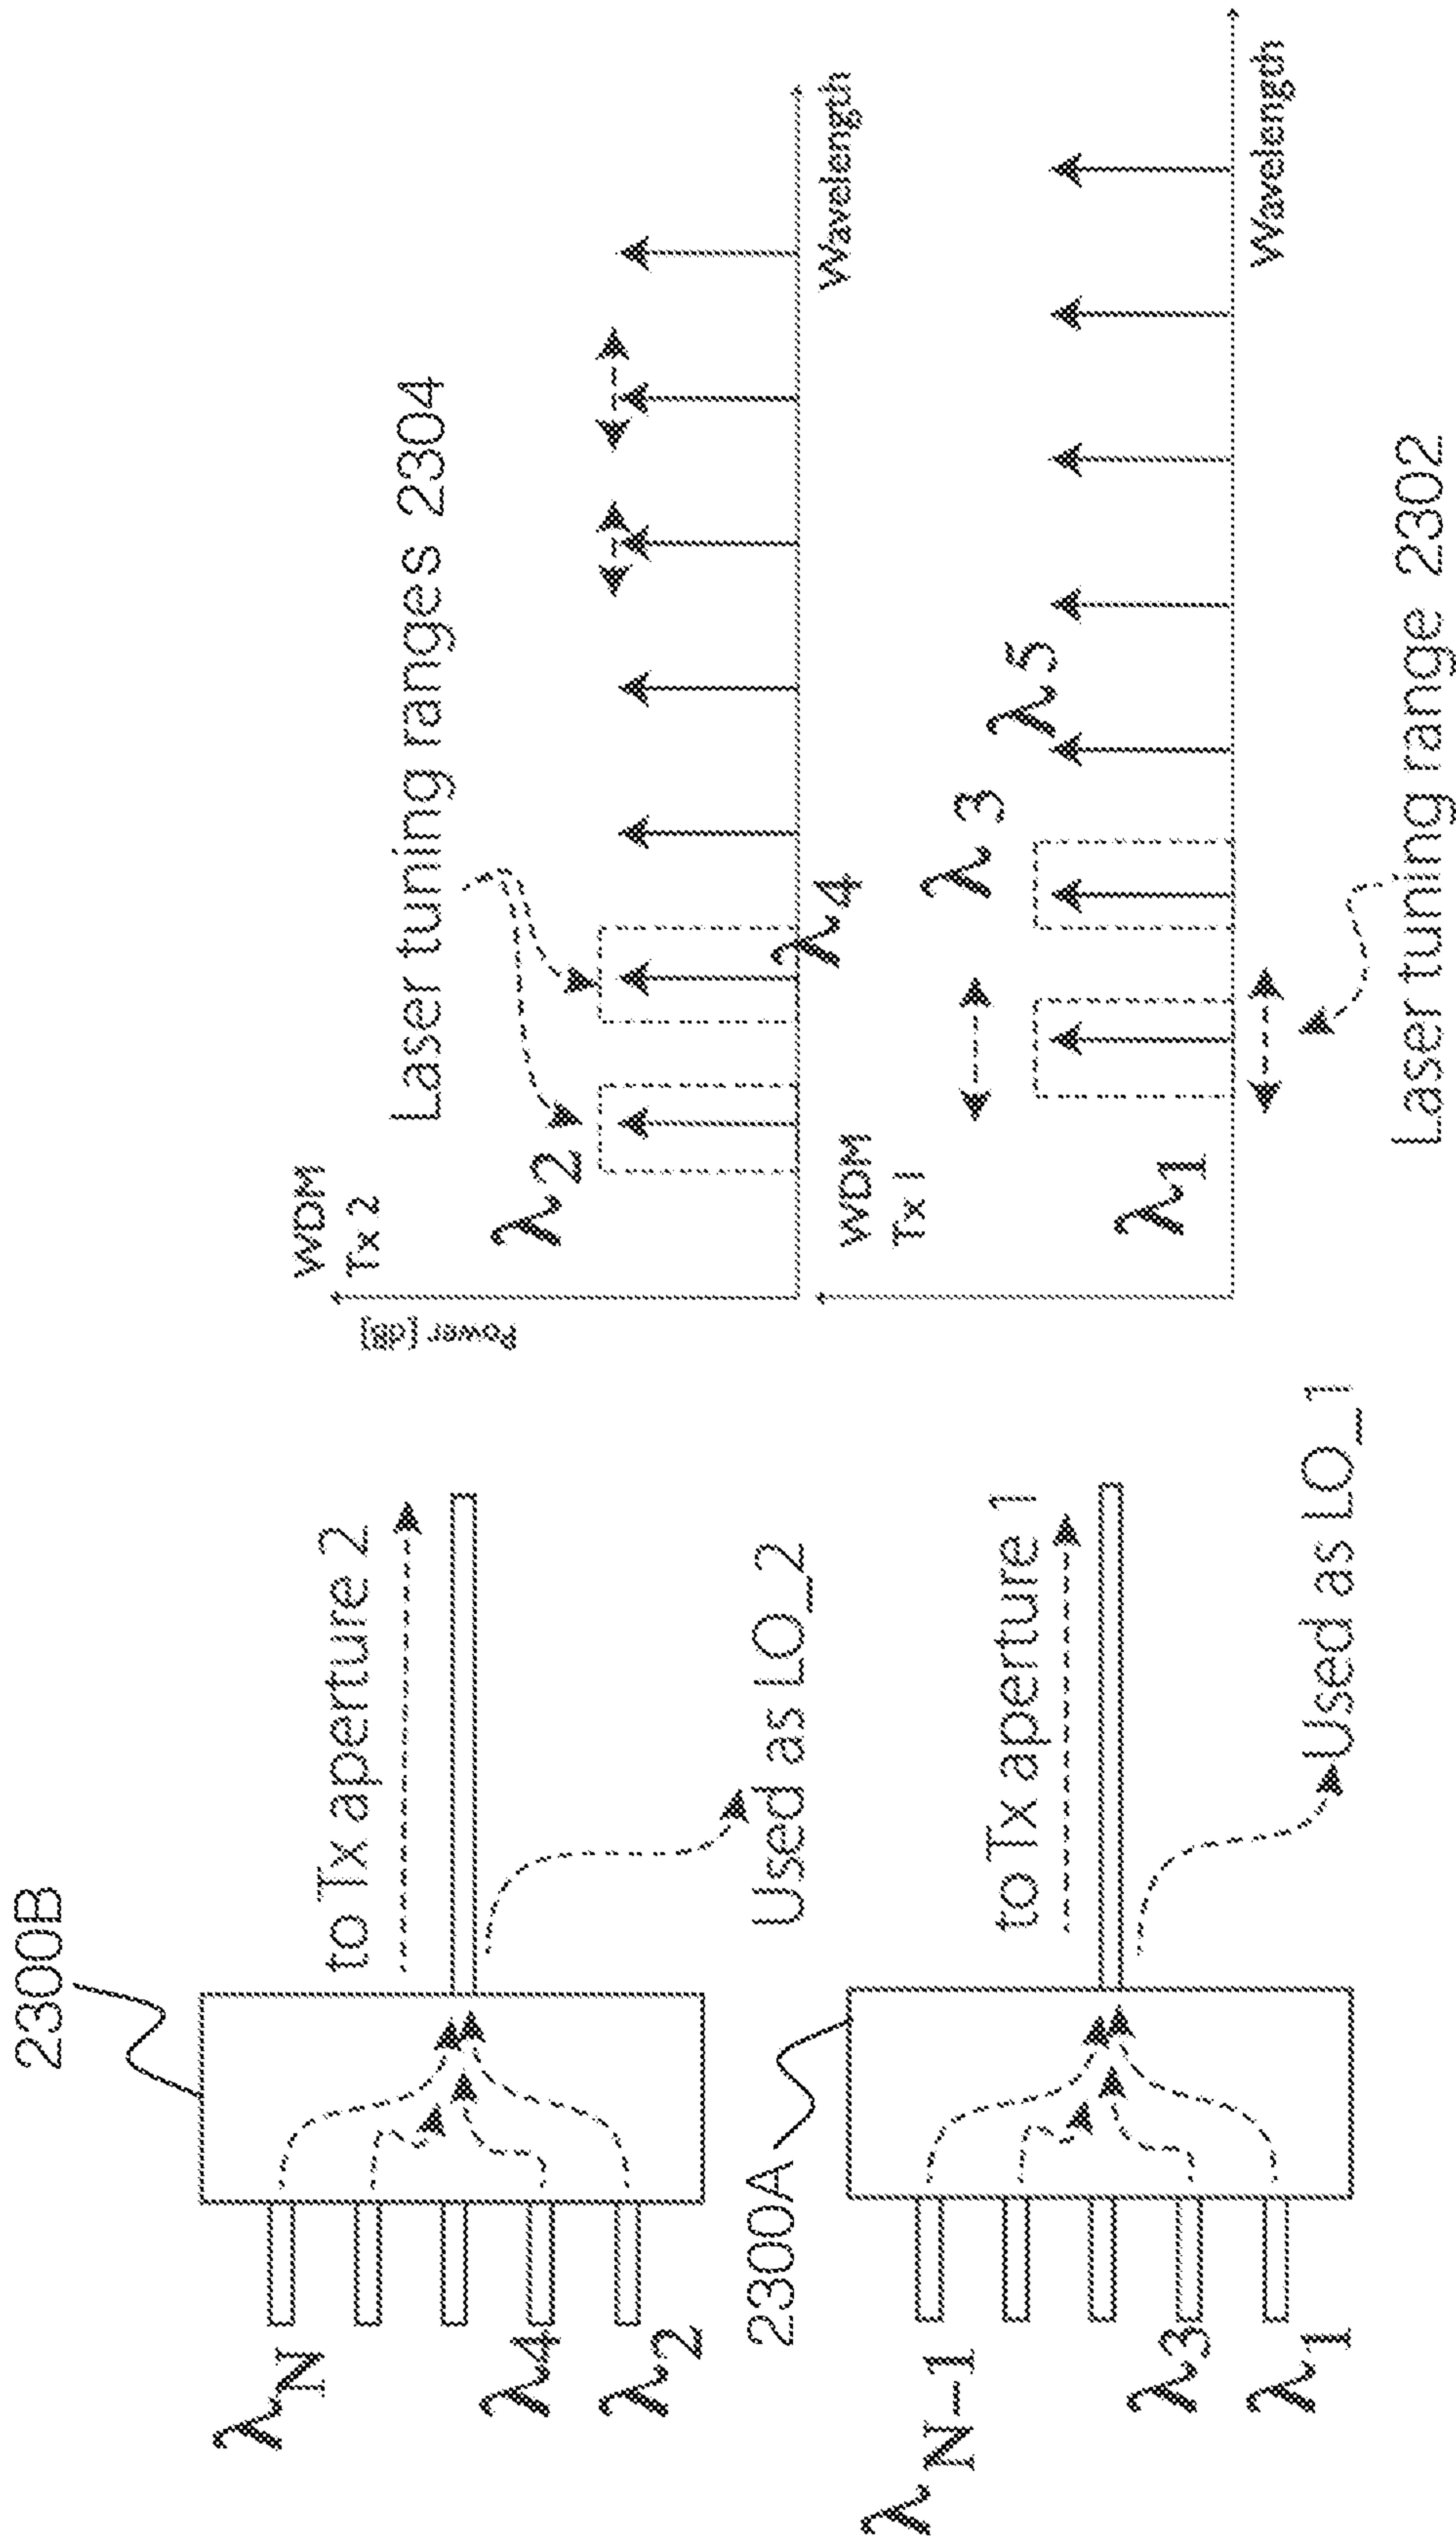 2300B
to Tx aperture 2
Used as LO_2
λN
λ4
λ2
2300A
to Tx aperture 1
Used as LO_1
λN-1
λ3
λ1
WDM
Tx 2
Power [dB]
Laser tuning ranges 2304
λ2
λ4
Wavelength
WDM
Tx 1
λ1
λ3
λ5
Wavelength
Laser tuning range 2302